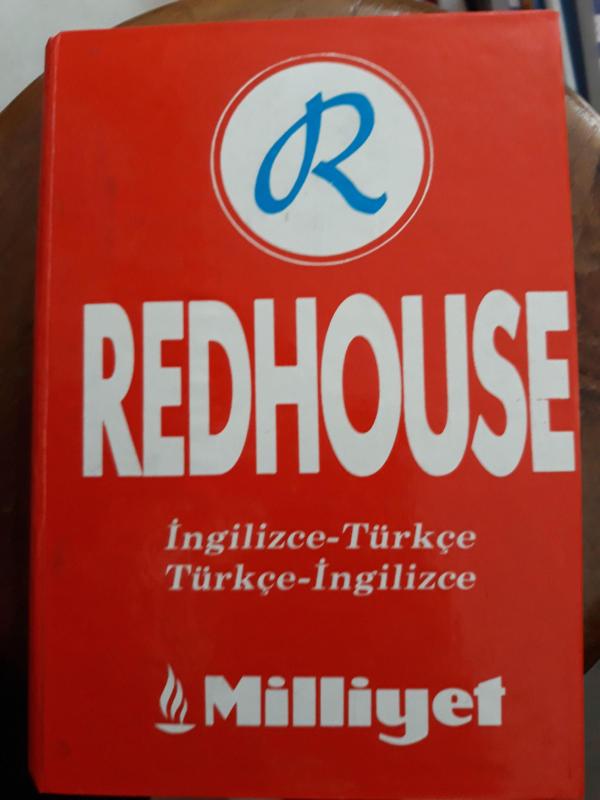 R
REDHOUSE
İngilizce-Türkçe
Türkçe-İngilizce
Milliyet